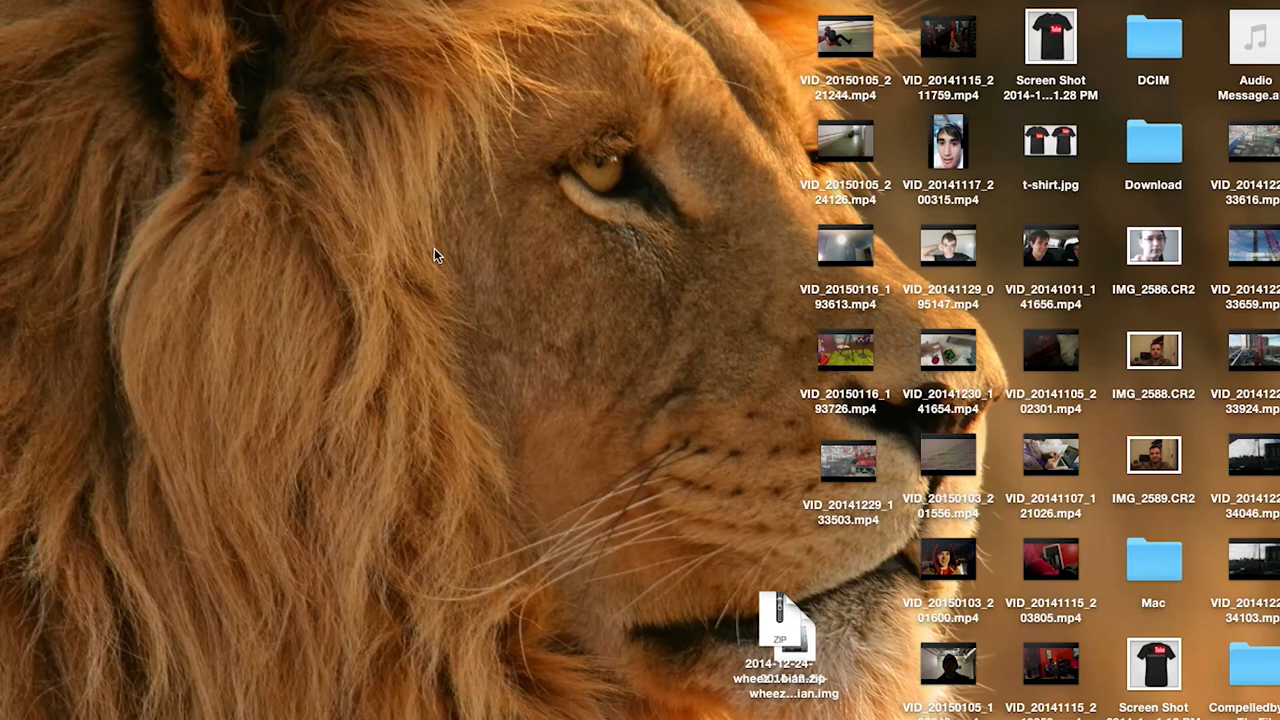 VID_20150105_2
21244.mp4
VID_20141115_2
11759.mp4
Screen Shot
2014-1...1.28 PM
DCIM
Audio
Message.a
VID_20150105_2
24126.mp4
VID_20141117_2
00315.mp4
t-shirt.jpg
Download
VID_2014122
33616.mp
VID_20150116_1
93613.mp4
VID_20141129_0
95147.mp4
VID_20141011_1
41656.mp4
IMG_2586.CR2
VID_2014122
33659.mp
VID_20150116_1
93726.mp4
VID_20141230_1
41654.mp4
VID_20141105_2
02301.mp4
IMG_2588.CR2
VID_2014122
33924.mp
VID_20141229_1
33503.mp4
VID_20150103_2
01556.mp4
VID_20141107_1
21026.mp4
IMG_2589.CR2
VID_2014122
34046.mp
VID_20150103_2
01600.mp4
VID_20141115_2
03805.mp4
Mac
VID_2014122
34103.mp
ZIP
2014-12-24-
wheez...ian.img
VID_20150105_1
VID_20141115_2
Screen Shot
Compelledby